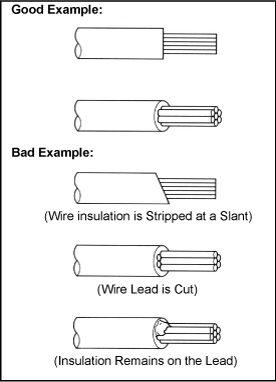 Good Example:
Bad Example:
(Wire insulation is Stripped at a Slant)
(Wire Lead is Cut)
(Insulation Remains on the Lead)